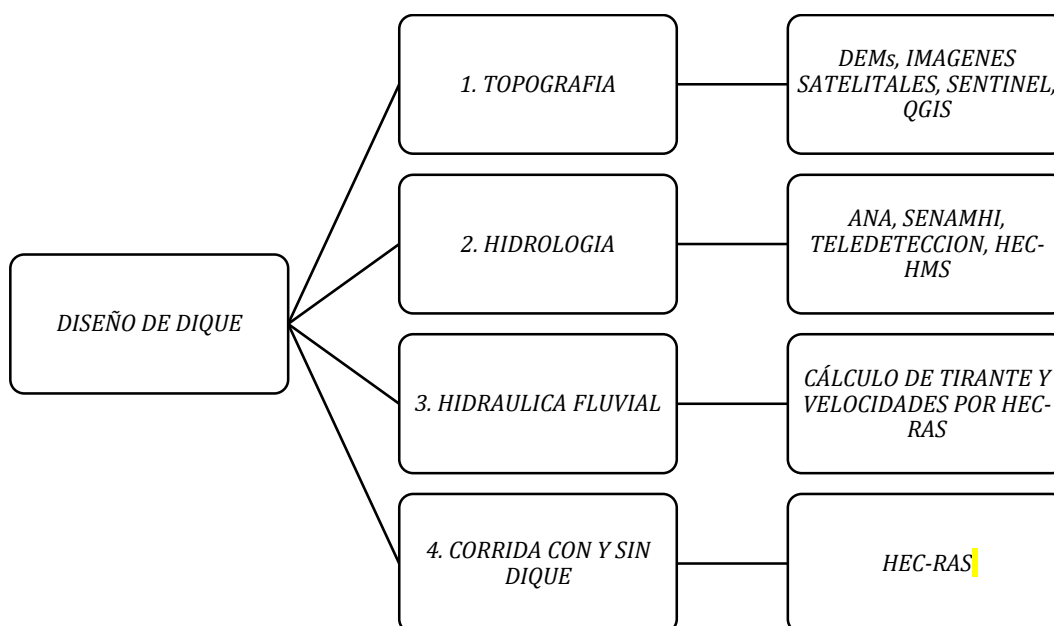 DISEÑO DE DIQUE
1. TOPOGRAFIA
DEMs, IMAGENES
SATELITALES, SENTINEL,
QGIS
2. HIDROLOGIA
ANA, SENAMHI,
TELEDETECCION, HEC-
HMS
3. HIDRAULICA FLUVIAL
CÁLCULO DE TIRANTE Y
VELOCIDADES POR HEC-
RAS
4. CORRIDA CON Y SIN
DIQUE
HEC-RAS